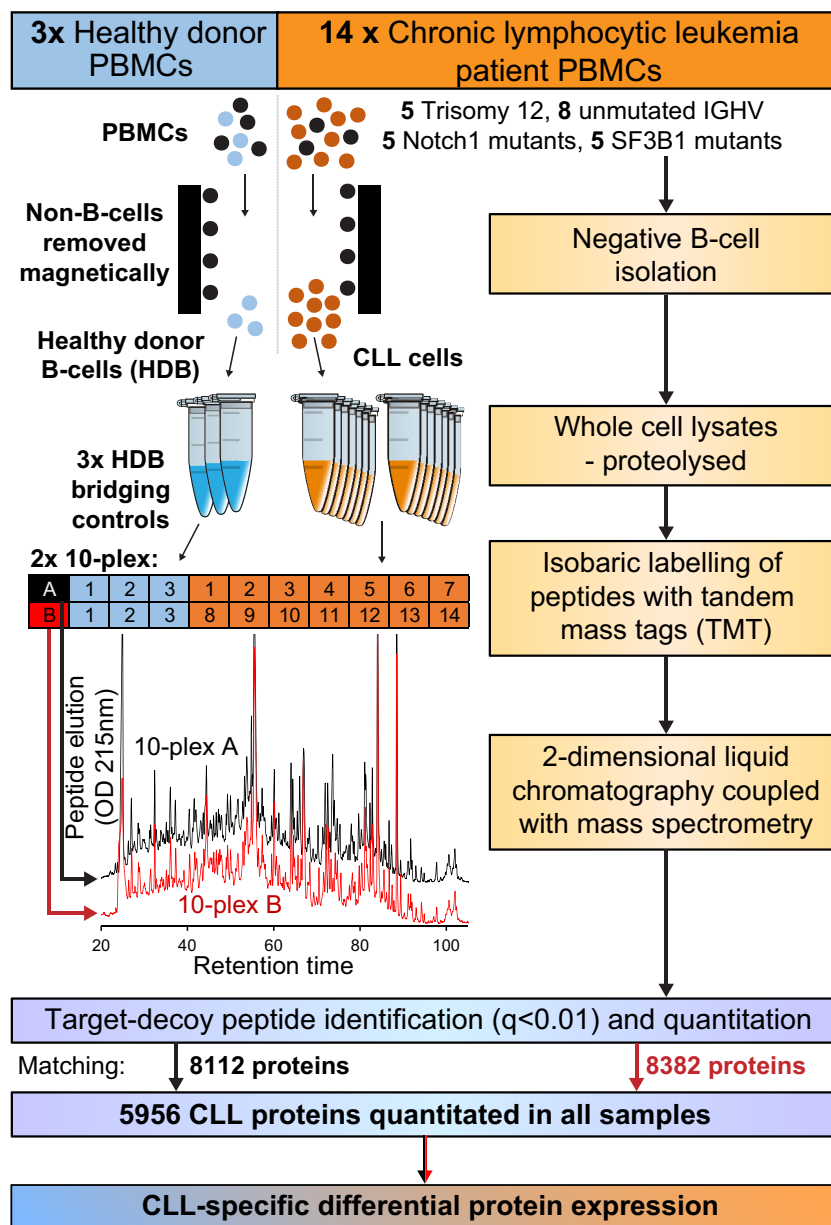 3x Healthy donor
PBMCs
14 x Chronic lymphocytic leukemia
patient PBMCs
PBMCs
5 Trisomy 12, 8 unmutated IGHV
5 Notch1 mutants, 5 SF3B1 mutants
Non-B-cells
removed
magnetically
Negative B-cell
isolation
Healthy donor
B-cells (HDB)
CLL cells
3x HDB
bridging
controls
Whole cell lysates
- proteolysed
2x 10-plex:
A 1 2 3 1 2 3 4 5 6 7
B 1 2 3 8 9 10 11 12 13 14
Isobaric labelling of
peptides with tandem
mass tags (TMT)
Peptide elution
(OD 215nm)
10-plex A
10-plex B
20 40 60 80 100
Retention time
2-dimensional liquid
chromatography coupled
with mass spectrometry
Target-decoy peptide identification (q<0.01) and quantitation
Matching: 8112 proteins 8382 proteins
5956 CLL proteins quantitated in all samples
CLL-specific differential protein expression